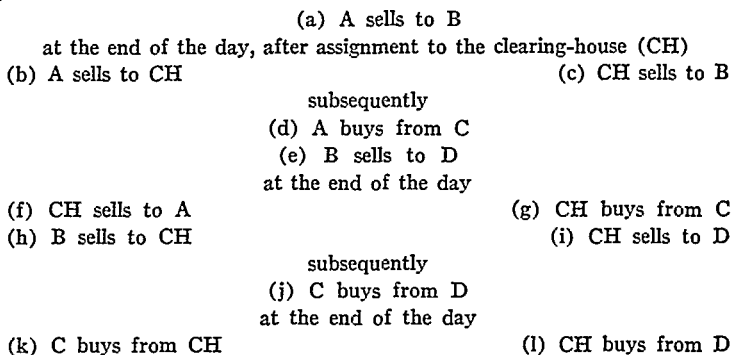 (a) A sells to B
at the end of the day, after assignment to the clearing-house (CH)
(b) A sells to CH (c) CH sells to B
subsequently
(d) A buys from C
(e) B sells to D
at the end of the day
(f) CH sells to A (g) CH buys from C
(h) B sells to CH (i) CH sells to D
subsequently
(j) C buys from D
at the end of the day
(k) C buys from CH (l) CH buys from D